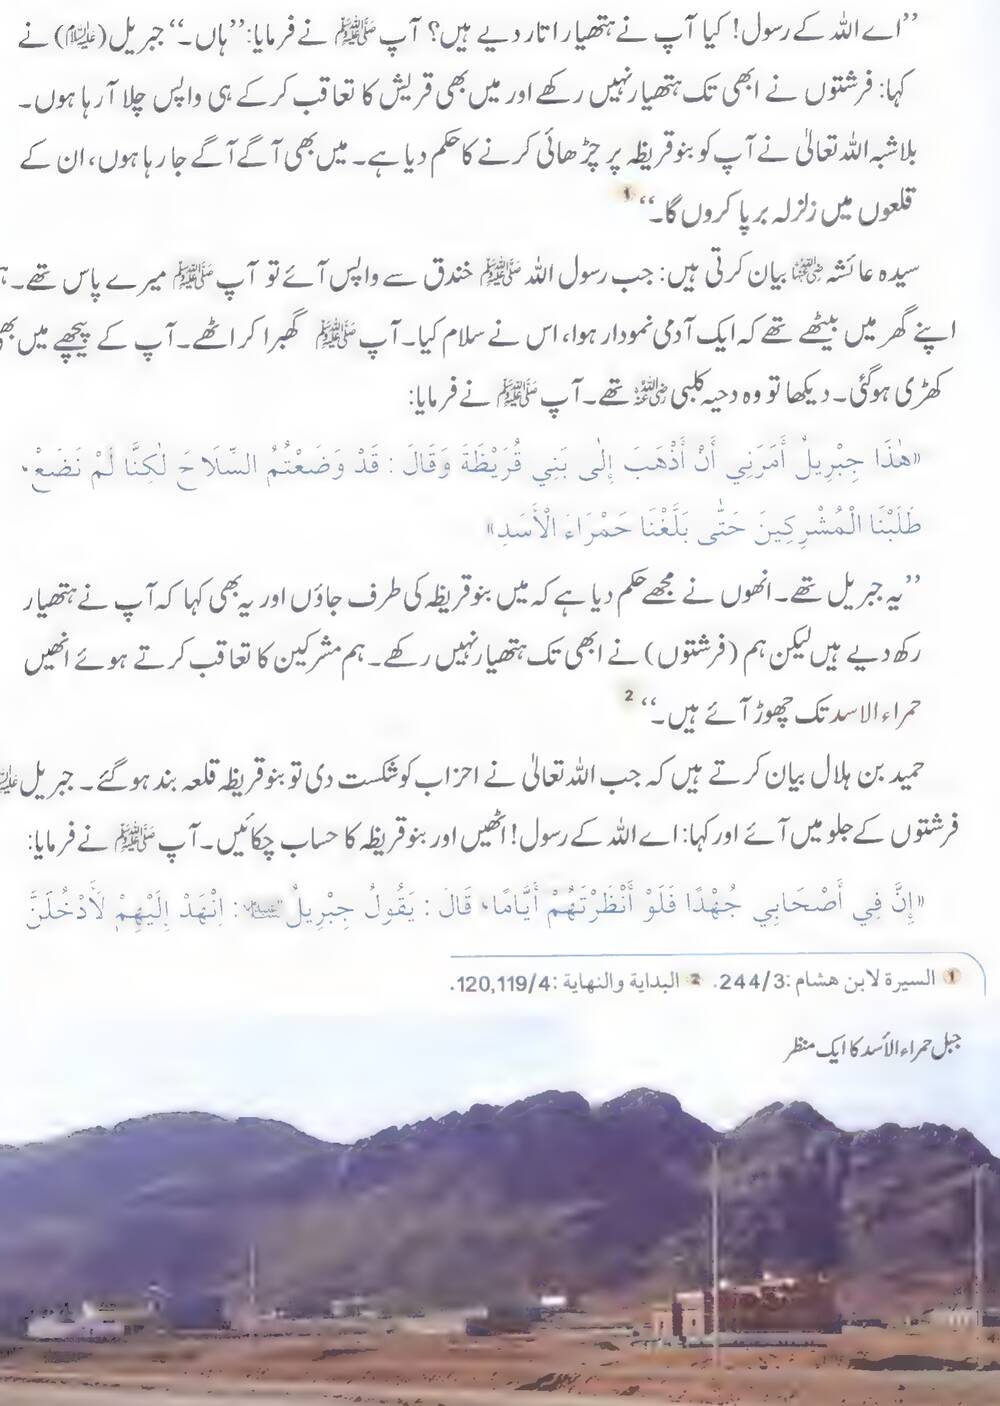 ”اے اللہ کے رسول! کیا آپ نے ہتھیار اتار دیے ہیں؟ آپ ﷺ نے فرمایا: ”ہاں۔“ جبریل (علیہ السلام) نے
کہا: فرشتوں نے ابھی تک ہتھیار نہیں رکھے اور میں بھی قریش کا تعاقب کرکے ہی واپس چلا آ رہا ہوں۔
بلاشبہ اللہ تعالیٰ نے آپ کو بنو قریظہ پر چڑھائی کرنے کا حکم دیا ہے۔ میں بھی آگے آگے جا رہا ہوں، ان کے
قلعوں میں زلزلہ برپا کروں گا۔“ 1
سیدہ عائشہ رضی اللہ عنہا بیان کرتی ہیں: جب رسول اللہ ﷺ خندق سے واپس آئے تو آپ ﷺ میرے پاس تھے۔
اپنے گھر میں بیٹھے تھے کہ ایک آدمی نمودار ہوا، اس نے سلام کیا۔ آپ ﷺ گھبرا کر اٹھے۔ آپ کے پیچھے میں
کھڑی ہوگئی۔ دیکھا تو وہ دحیہ کلبی رضی اللہ عنہ تھے۔ آپ ﷺ نے فرمایا:
«هٰذَا جِبْرِيلُ أَمَرَنِي أَنْ أَذْهَبَ إِلٰى بَنِي قُرَيْظَةَ وَقَالَ : قَدْ وَضَعْتُمُ السِّلَاحَ لٰكِنَّا لَمْ نَضَعْ،
طَلَبْنَا الْمُشْرِكِينَ حَتّٰى بَلَغْنَا حَمْرَاءَ الْأَسَدِ»
”یہ جبریل تھے۔ انھوں نے مجھے حکم دیا ہے کہ میں بنو قریظہ کی طرف جاؤں اور یہ بھی کہا کہ آپ نے ہتھیار
رکھ دیے ہیں لیکن ہم (فرشتوں) نے ابھی تک ہتھیار نہیں رکھے۔ ہم مشرکین کا تعاقب کرتے ہوئے انھیں
حمراء الاسد تک چھوڑ آئے ہیں۔“ 2
حمید بن ہلال بیان کرتے ہیں کہ جب اللہ تعالیٰ نے احزاب کو شکست دی تو بنو قریظہ قلعہ بند ہوگئے۔ جبریل
فرشتوں کے جلو میں آئے اور کہا: اے اللہ کے رسول! اٹھیں اور بنو قریظہ کا حساب چکائیں۔ آپ ﷺ نے فرمایا:
«إِنَّ فِي أَصْحَابِي جُهْدًا فَلَوْ أَنْظَرْتَهُمْ أَيَّامًا، قَالَ : يَقُولُ جِبْرِيلُ : اِنْهَدْ إِلَيْهِمْ لَأُدْخُلَنَّ
1 السيرة لابن هشام :244/3. 2 البداية والنهاية :120,119/4.
جبل حمراء الأسد کا ایک منظر